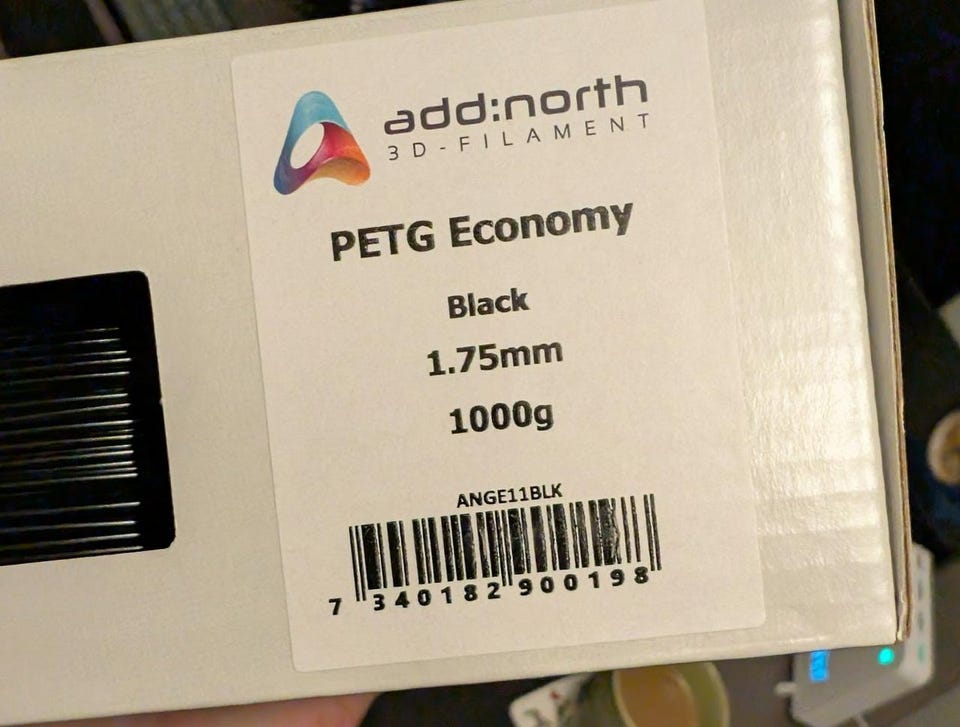 add:north
3D-FILAMENT
PETG Economy
Black
1.75mm
1000g
ANGE11BLK
7 340182 900198